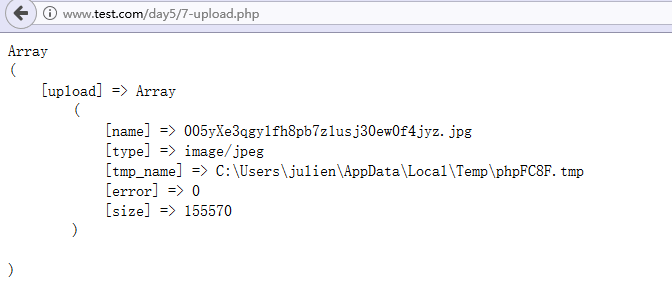 www.test.com/day5/7-upload.php
Array
(
    [upload] => Array
        (
            [name] => 005yXe3qgy1fh8pb7z1usj30ew0f4jyz.jpg
            [type] => image/jpeg
            [tmp_name] => C:\Users\julien\AppData\Local\Temp\phpFC8F.tmp
            [error] => 0
            [size] => 155570
        )
)